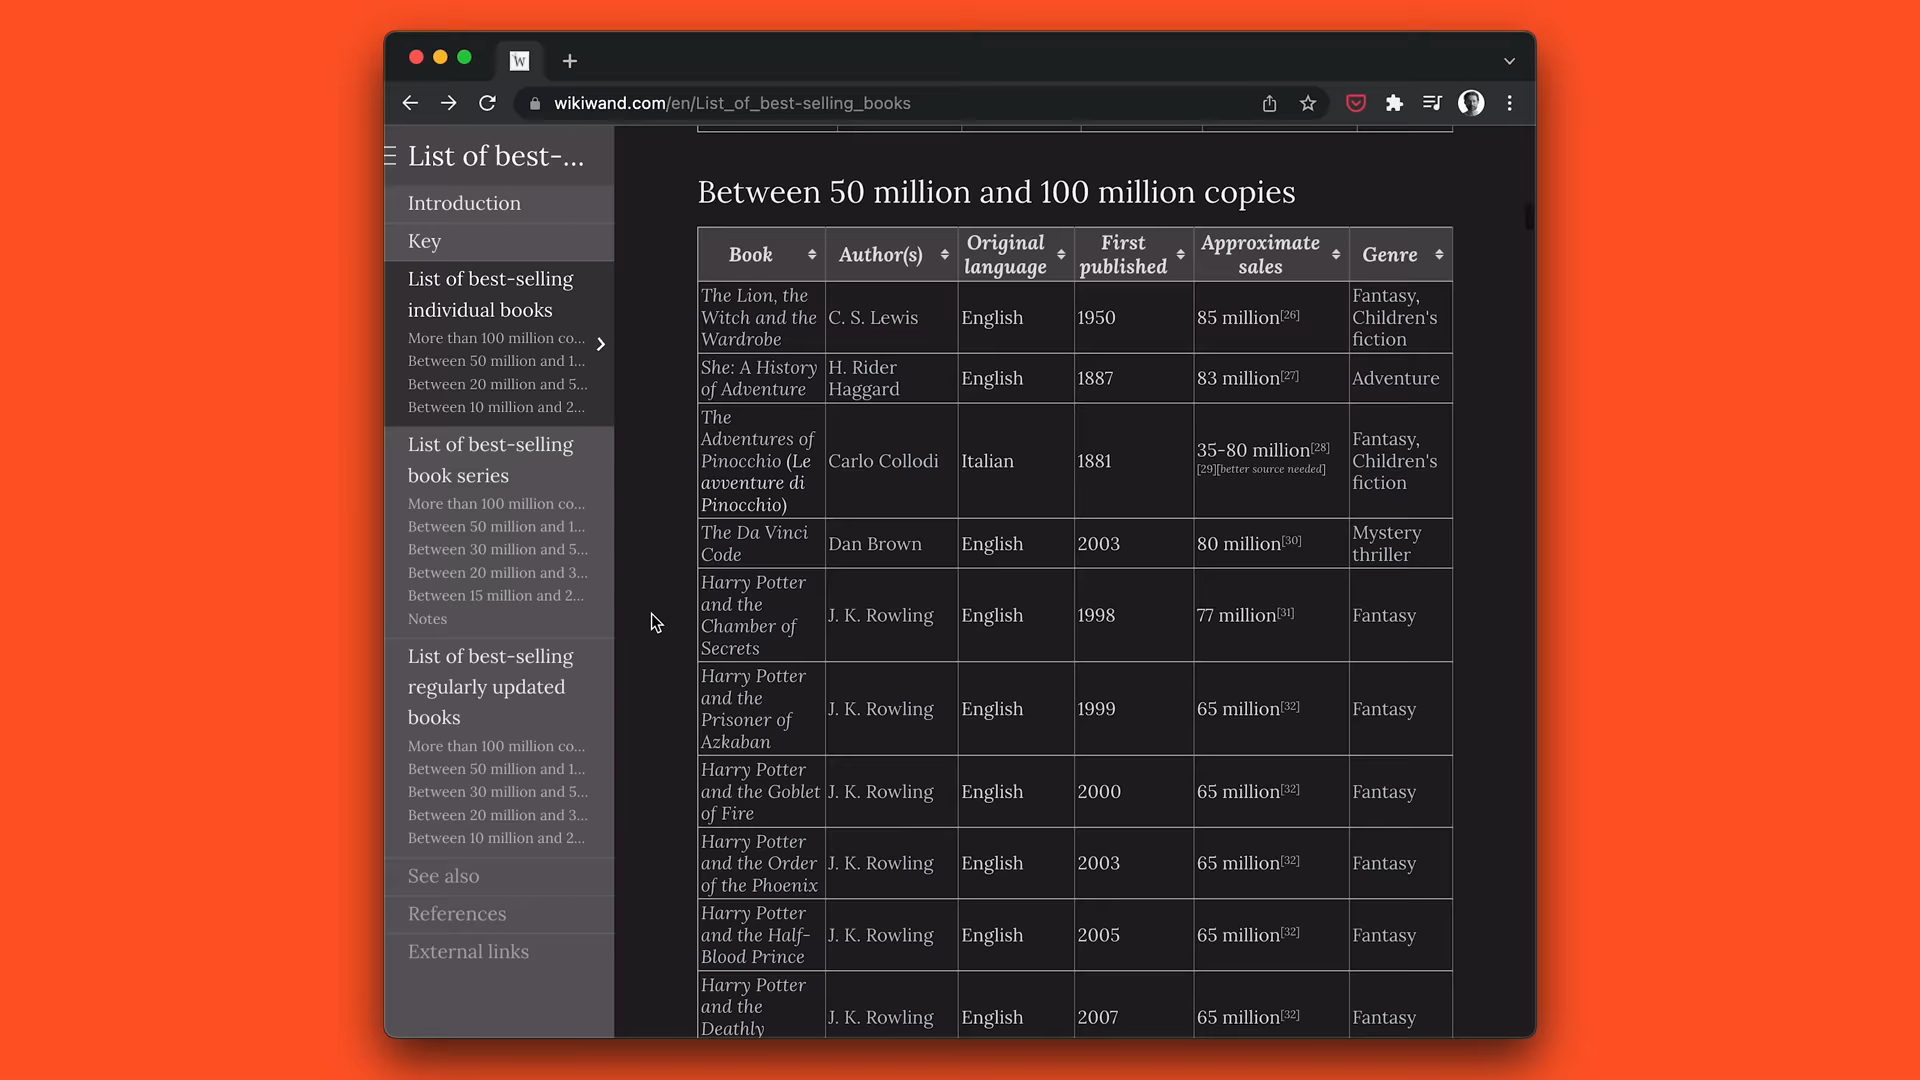 W
wikiwand.com/en/List_of_best-selling_books
List of best-...
Introduction
Key
List of best-selling
individual books
More than 100 million co...
Between 50 million and 1...
Between 20 million and 5...
Between 10 million and 2...
List of best-selling
book series
More than 100 million co...
Between 50 million and 1...
Between 30 million and 5...
Between 20 million and 3...
Between 15 million and 2...
Notes
List of best-selling
regularly updated
books
More than 100 million co...
Between 50 million and 1...
Between 30 million and 5...
Between 20 million and 3...
Between 10 million and 2...
See also
References
External links
Between 50 million and 100 million copies
Book
Author(s)
Original
language
First
published
Approximate
sales
Genre
The Lion, the
Witch and the
Wardrobe
C. S. Lewis
English
1950
85 million[26]
Fantasy,
Children's
fiction
She: A History
of Adventure
H. Rider
Haggard
English
1887
83 million[27]
Adventure
The
Adventures of
Pinocchio (Le
avventure di
Pinocchio)
Carlo Collodi
Italian
1881
35-80 million[28]
[29][better source needed]
Fantasy,
Children's
fiction
The Da Vinci
Code
Dan Brown
English
2003
80 million[30]
Mystery
thriller
Harry Potter
and the
Chamber of
Secrets
J. K. Rowling
English
1998
77 million[31]
Fantasy
Harry Potter
and the
Prisoner of
Azkaban
J. K. Rowling
English
1999
65 million[32]
Fantasy
Harry Potter
and the Goblet
of Fire
J. K. Rowling
English
2000
65 million[32]
Fantasy
Harry Potter
and the Order
of the Phoenix
J. K. Rowling
English
2003
65 million[32]
Fantasy
Harry Potter
and the Half-
Blood Prince
J. K. Rowling
English
2005
65 million[32]
Fantasy
Harry Potter
and the
Deathly
J. K. Rowling
English
2007
65 million[32]
Fantasy